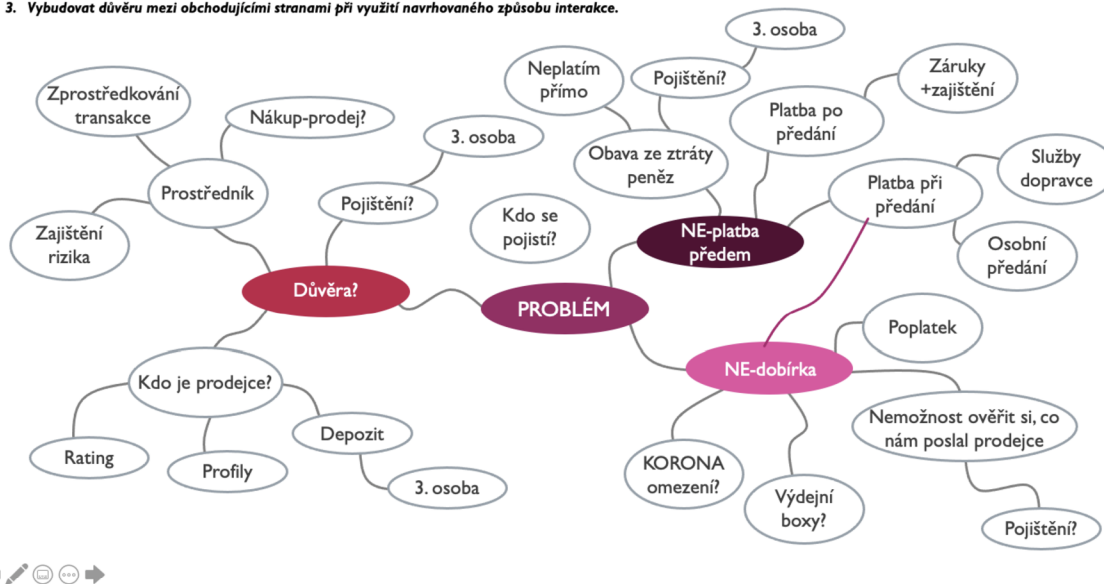 3. Vybudovat důvěru mezi obchodujícími stranami při využití navrhovaného způsobu interakce.
3. osoba
Neplatím
přímo
Pojištění?
Záruky
+zajištění
Zprostředkování
transakce
Nákup-prodej?
Platba po
předání
3. osoba
Obava ze ztráty
peněz
Služby
dopravce
Prostředník
Pojištění?
Platba při
předání
Kdo se
pojistí?
Zajištění
rizika
NE-platba
předem
Osobní
předání
Důvěra?
PROBLÉM
Poplatek
NE-dobírka
Kdo je prodejce?
Nemožnost ověřit si, co
nám poslal prodejce
Depozit
Rating
Profily
KORONA
omezení?
3. osoba
Výdejní
boxy?
Pojištění?